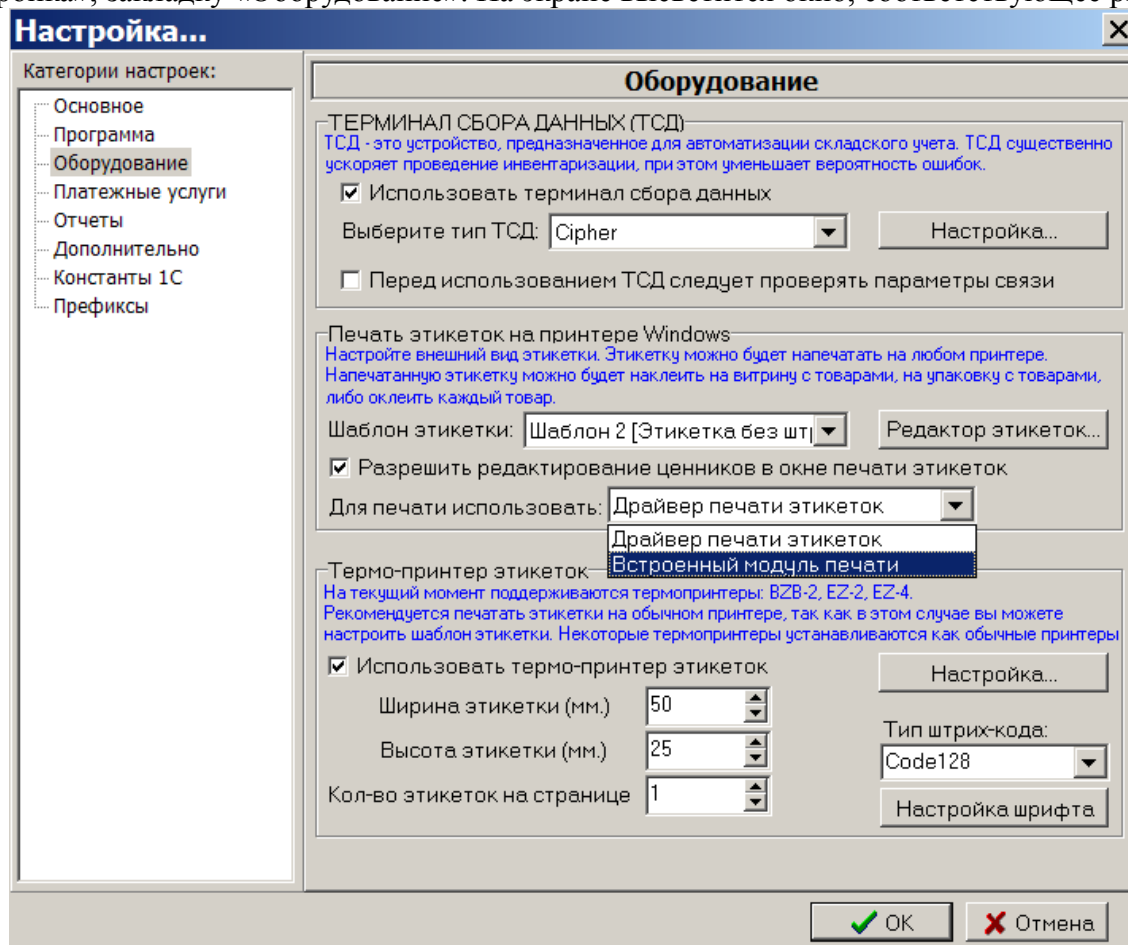 закладку «Оборудование». На экране высветится окно, соответствующее
Настройка...
Категории настроек:
Основное
Программа
Оборудование
Платежные услуги
Отчеты
Дополнительно
Константы 1С
Префиксы
Оборудование
ТЕРМИНАЛ СБОРА ДАННЫХ (ТСД)
ТСД - это устройство, предназначенное для автоматизации складского учета. ТСД существенно
ускоряет проведение инвентаризации, при этом уменьшает вероятность ошибок.
Использовать терминал сбора данных
Выберите тип ТСД: Cipher Настройка...
Перед использованием ТСД следует проверять параметры связи
Печать этикеток на принтере Windows
Настройте внешний вид этикетки. Этикетку можно будет напечатать на любом принтере.
Напечатанную этикетку можно будет наклеить на витрину с товарами, на упаковку с товарами,
либо оклеить каждый товар.
Шаблон этикетки: Шаблон 2 [Этикетка без шт Редактор этикеток...
Разрешить редактирование ценников в окне печати этикеток
Для печати использовать: Драйвер печати этикеток
Драйвер печати этикеток
Встроенный модуль печати
Термо-принтер этикеток
На текущий момент поддерживаются термопринтеры: BZB-2, EZ-2, EZ-4.
Рекомендуется печатать этикетки на обычном принтере, так как в этом случае вы можете
настроить шаблон этикетки. Некоторые термопринтеры устанавливаются как обычные принтеры
Использовать термо-принтер этикеток Настройка...
Ширина этикетки (мм.) 50
Тип штрих-кода:
Высота этикетки (мм.) 25 Code128
Кол-во этикеток на странице 1 Настройка шрифта
OK Отмена